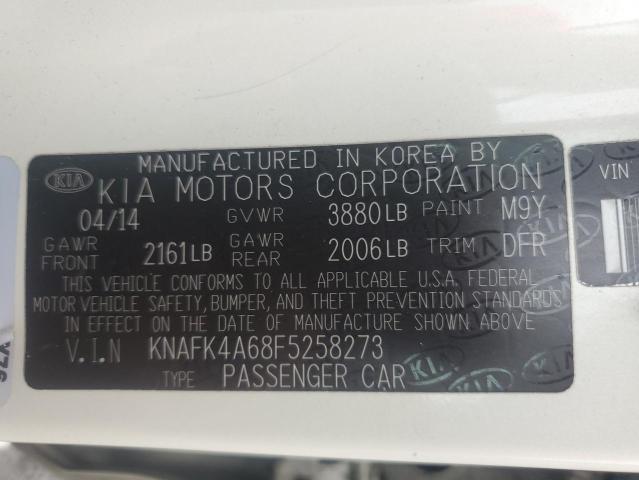 MANUFACTURED IN KOREA BY
KIA KIA MOTORS CORPORATION
04/14 GVWR 3880LB PAINT M9Y
GAWR FRONT 2161LB GAWR REAR 2006LB TRIM DFR
THIS VEHICLE CONFORMS TO ALL APPLICABLE U.S.A. FEDERAL
MOTOR VEHICLE SAFETY, BUMPER, AND THEFT PREVENTION STANDARDS
IN EFFECT ON THE DATE OF MANUFACTURE SHOWN ABOVE
V.I.N KNAFK4A68F5258273
TYPE PASSENGER CAR
VIN